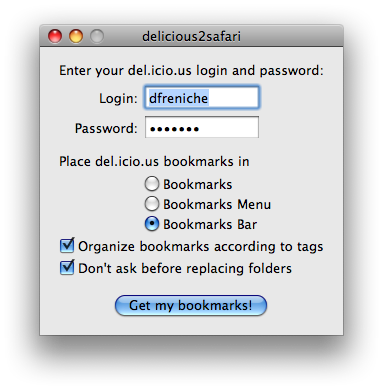 delicious2safari
Enter your del.icio.us login and password:
Login: dfreniche
Password: •••••••
Place del.icio.us bookmarks in
Bookmarks
Bookmarks Menu
Bookmarks Bar
Organize bookmarks according to tags
Don't ask before replacing folders
Get my bookmarks!